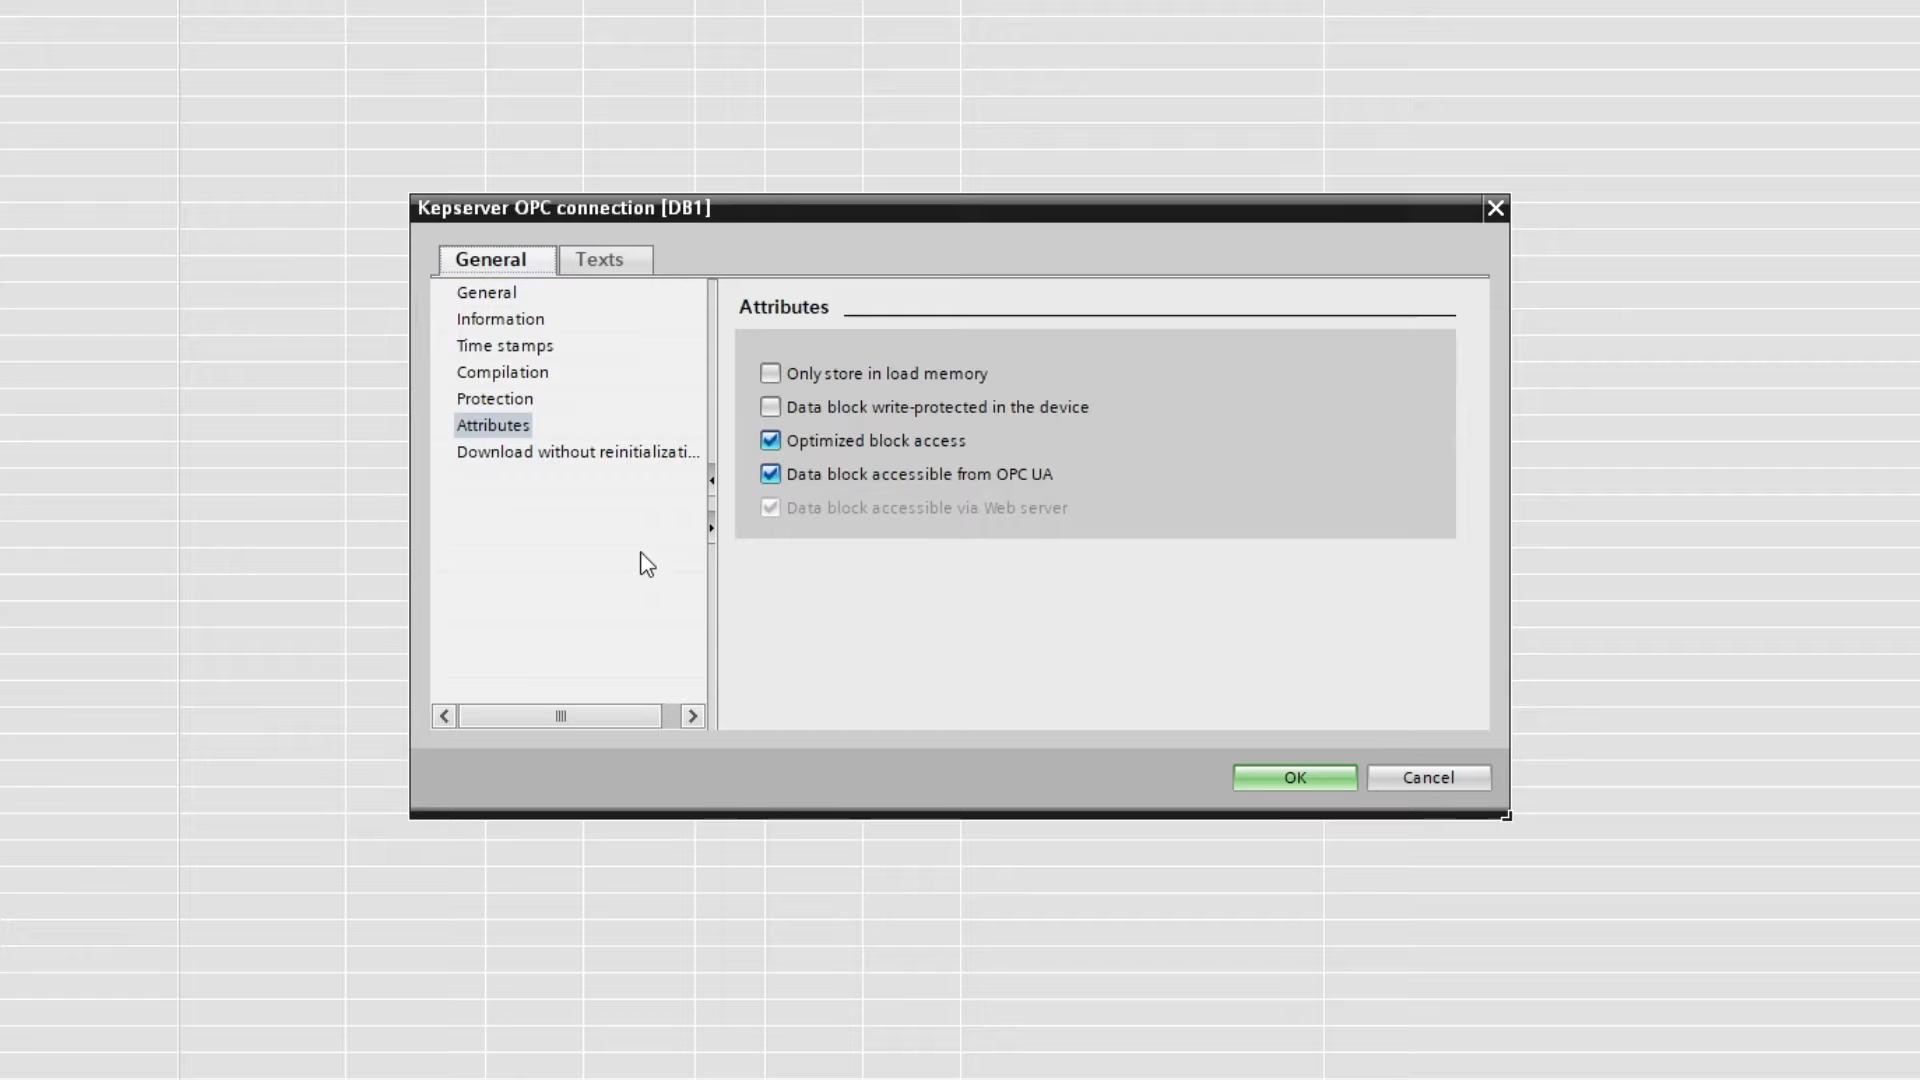 Kepserver OPC connection [DB1]
General
Texts
General
Information
Time stamps
Compilation
Protection
Attributes
Download without reinitializati...
Attributes
Only store in load memory
Data block write-protected in the device
Optimized block access
Data block accessible from OPC UA
Data block accessible via Web server
OK
Cancel